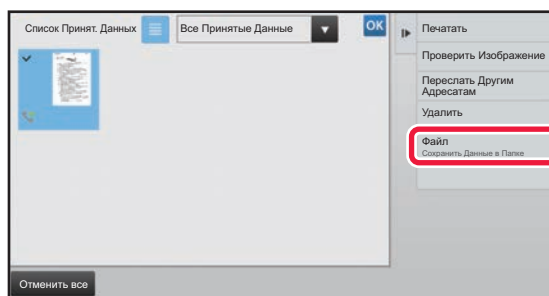 Список Принят. Данных
Все Принятые Данные
OK
Печатать
Проверить Изображение
Переслать Другим
Адресатам
Удалить
Файл
Сохранить Данные в Папке
Отменить все